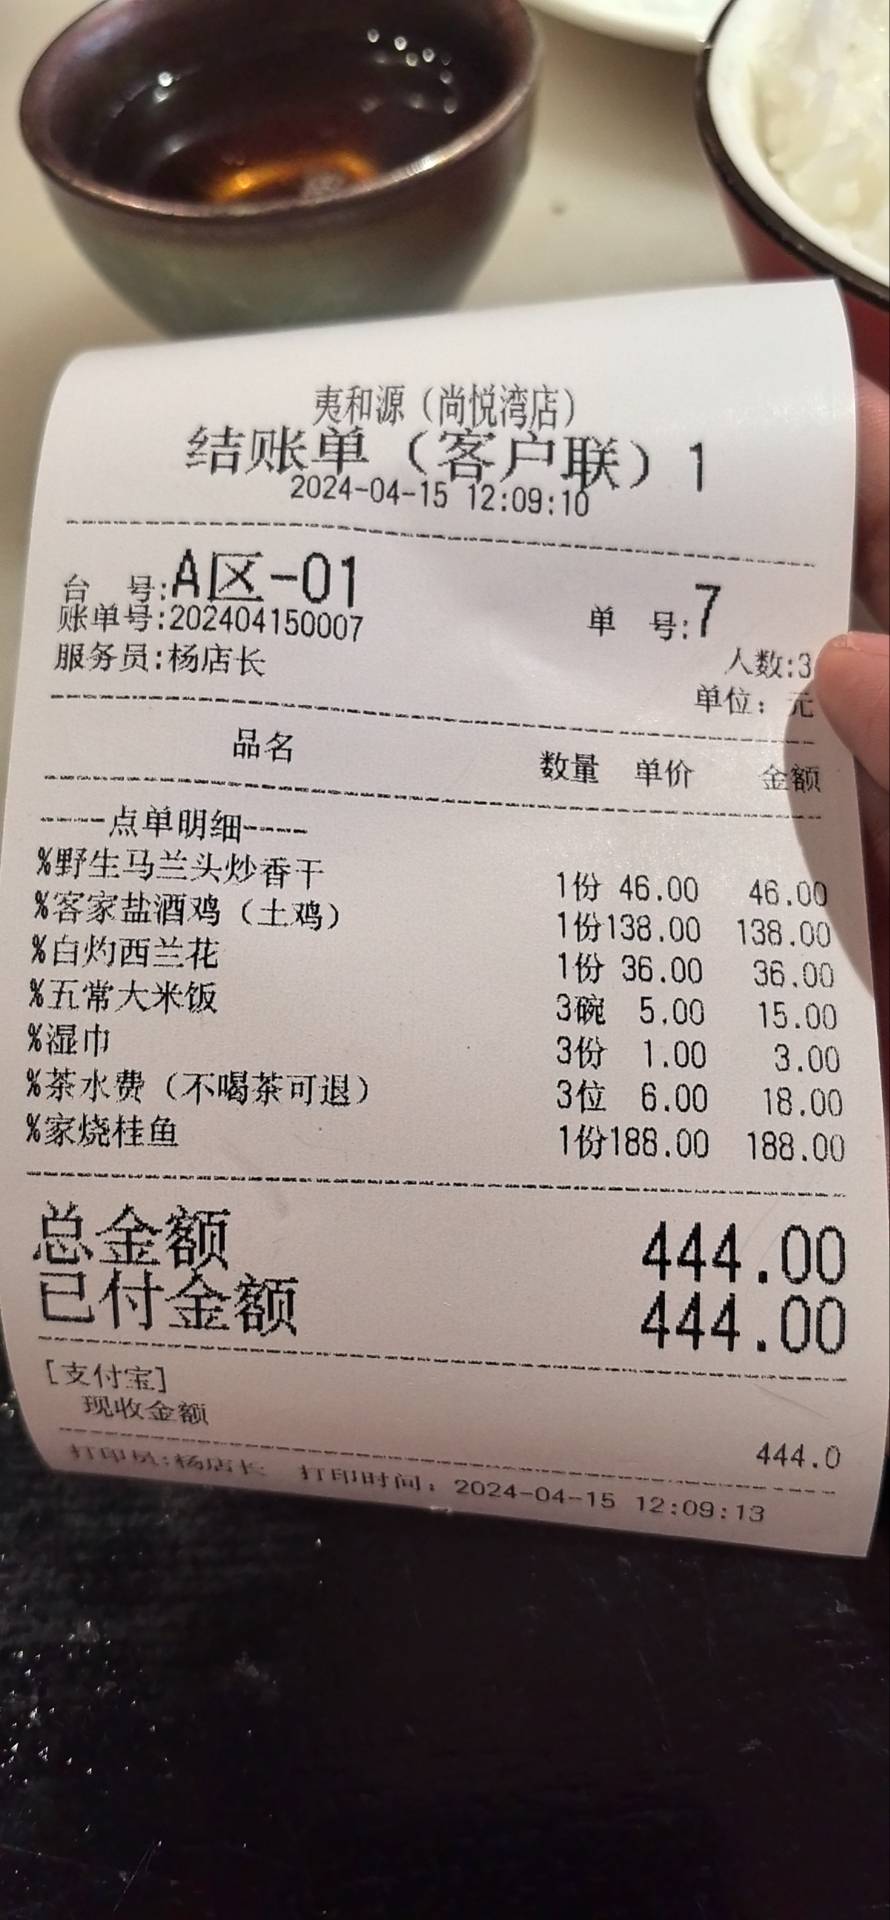 夷和源（尚悦湾店）
结账单（客户联）1
2024-04-15 12:09:10
台 号:A区-01 单 号:7
账单号:202404150007
服务员:杨店长 人数:3
单位：元
品名 数量 单价 金额
----点单明细----
%野生马兰头炒香干 1份 46.00 46.00
%客家盐酒鸡（土鸡） 1份138.00 138.00
%白灼西兰花 1份 36.00 36.00
%五常大米饭 3碗 5.00 15.00
%湿巾 3份 1.00 3.00
%茶水费（不喝茶可退） 3位 6.00 18.00
%家烧桂鱼 1份188.00 188.00
总金额 444.00
已付金额 444.00
[支付宝]
现收金额 444.0
打印员:杨店长 打印时间：2024-04-15 12:09:13